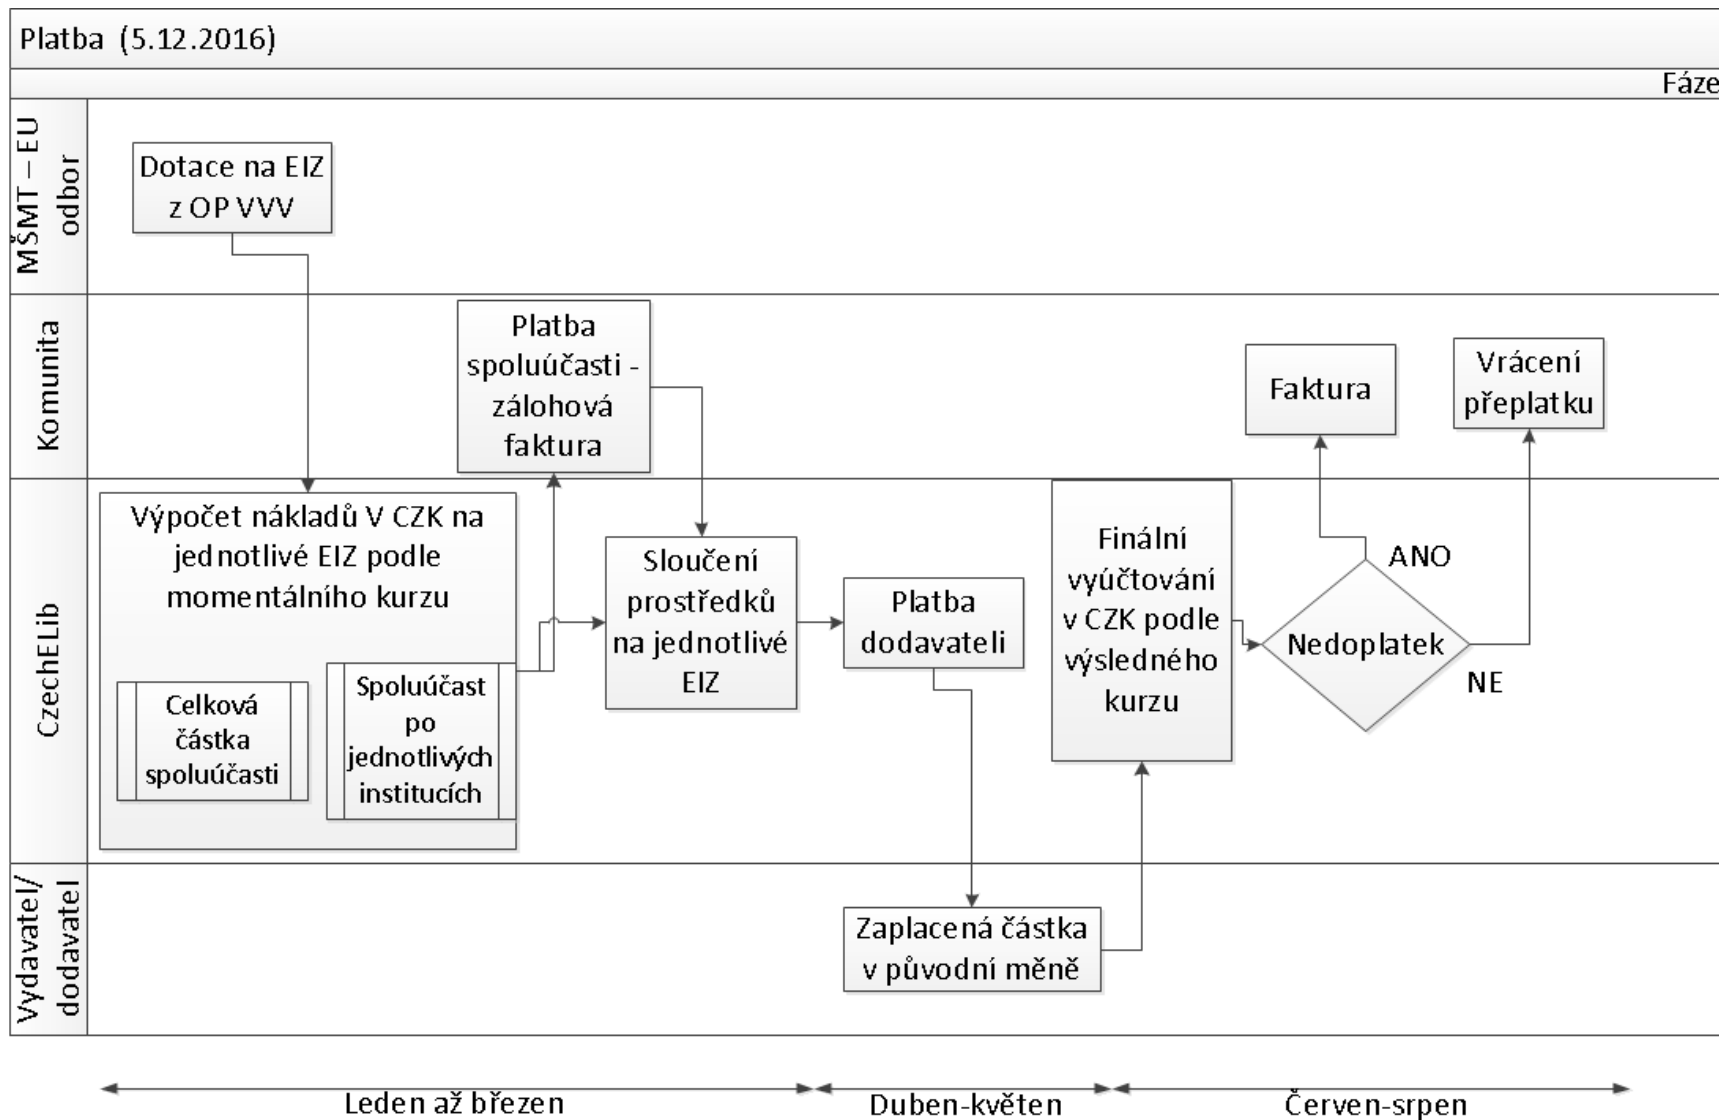 Platba (5.12.2016)
Fáze
MŠMT – EU
odbor
Dotace na EIZ
z OP VVV
Komunita
Platba
spoluúčasti -
zálohová
faktura
Faktura
Vrácení
přeplatku
CzechELib
Výpočet nákladů V CZK na
jednotlivé EIZ podle
momentálního kurzu
Celková
částka
spoluúčasti
Spoluúčast
po
jednotlivých
institucích
Sloučení
prostředků
na jednotlivé
EIZ
Platba
dodavateli
Finální
vyúčtování
v CZK podle
výsledného
kurzu
Nedoplatek
ANO
NE
Vydavatel/
dodavatel
Zaplacená částka
v původní měně
Leden až březen
Duben-květen
Červen-srpen